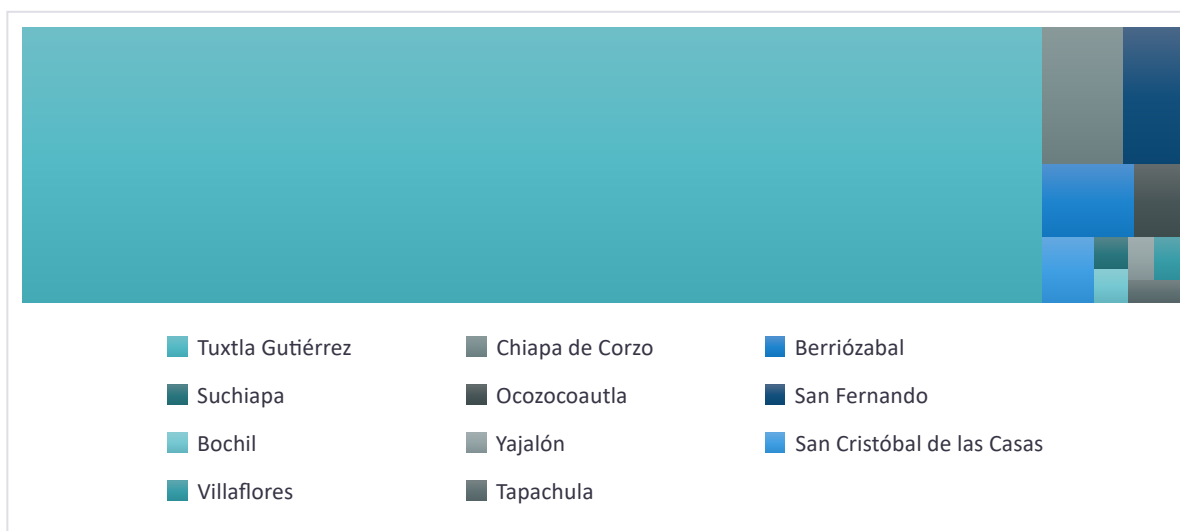 Tuxtla Gutiérrez Chiapa de Corzo Berriózabal
Suchiapa Ocozocoautla San Fernando
Bochil Yajalón San Cristóbal de las Casas
Villaflores Tapachula